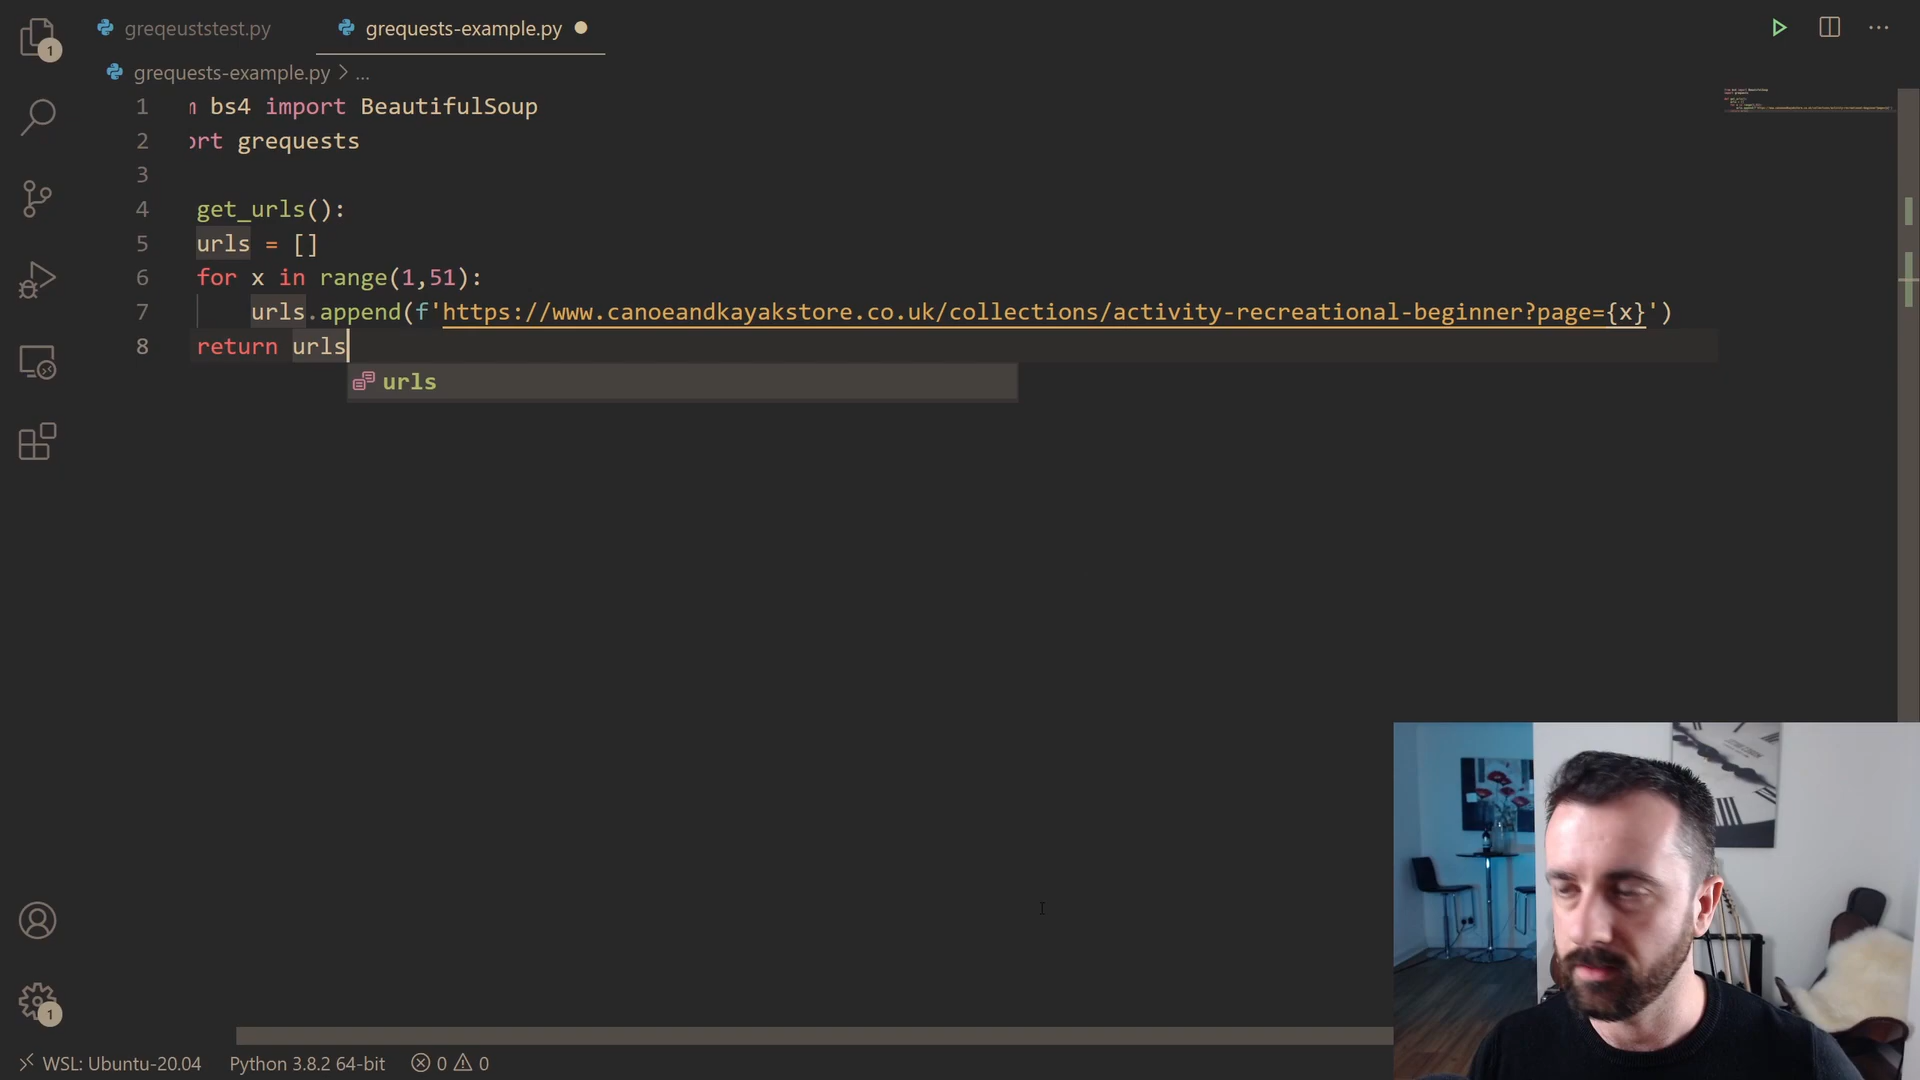 greqeuststest.py
grequests-example.py
grequests-example.py > ...
1
1 bs4 import BeautifulSoup
2 ort grequests
3
4 get_urls():
5 urls = []
6 for x in range(1,51):
7 urls.append(f'https://www.canoeandkayakstore.co.uk/collections/activity-recreational-beginner?page={x}')
8 return urls
urls
1
WSL: Ubuntu-20.04 Python 3.8.2 64-bit 0 0